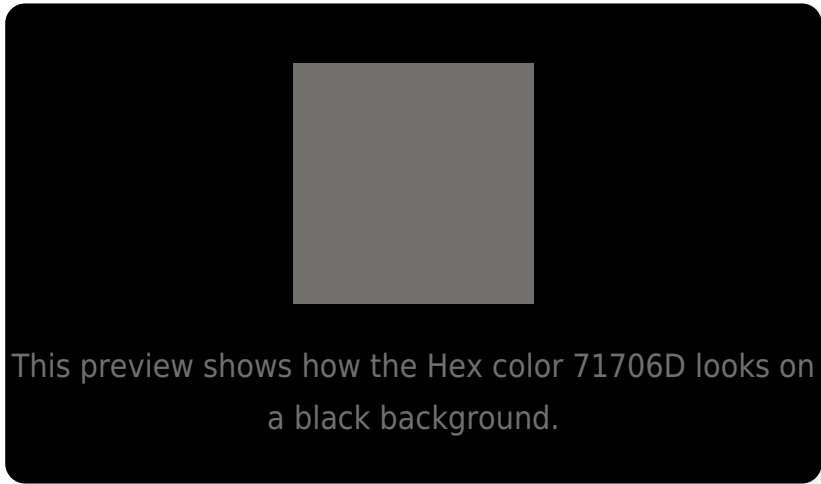 This preview shows how the Hex color 71706D looks on
a black background.